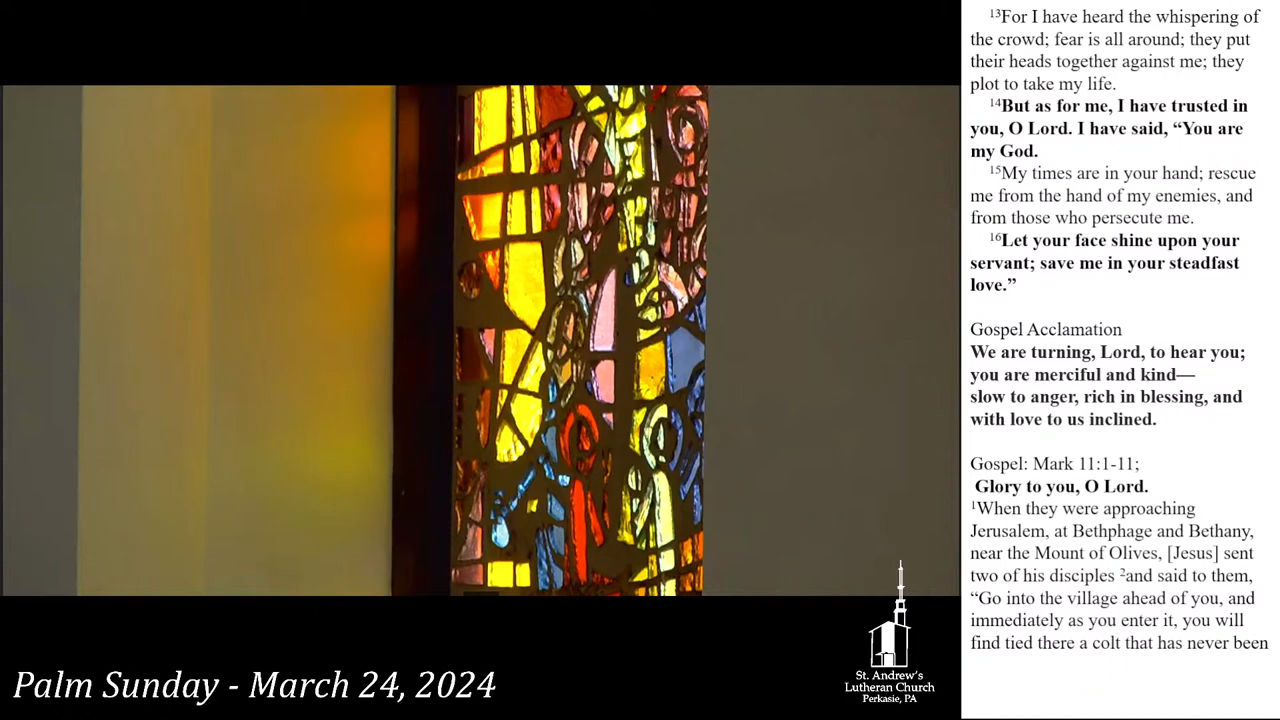 ¹³For I have heard the whispering of
the crowd; fear is all around; they put
their heads together against me; they
plot to take my life.
¹⁴But as for me, I have trusted in
you, O Lord. I have said, “You are
my God.
¹⁵My times are in your hand; rescue
me from the hand of my enemies, and
from those who persecute me.
¹⁶Let your face shine upon your
servant; save me in your steadfast
love.”
Gospel Acclamation
We are turning, Lord, to hear you;
you are merciful and kind—
slow to anger, rich in blessing, and
with love to us inclined.
Gospel: Mark 11:1-11;
Glory to you, O Lord.
¹When they were approaching
Jerusalem, at Bethphage and Bethany,
near the Mount of Olives, [Jesus] sent
two of his disciples ²and said to them,
“Go into the village ahead of you, and
immediately as you enter it, you will
find tied there a colt that has never been
Palm Sunday - March 24, 2024
St. Andrew’s
Lutheran Church
Perkasie, PA